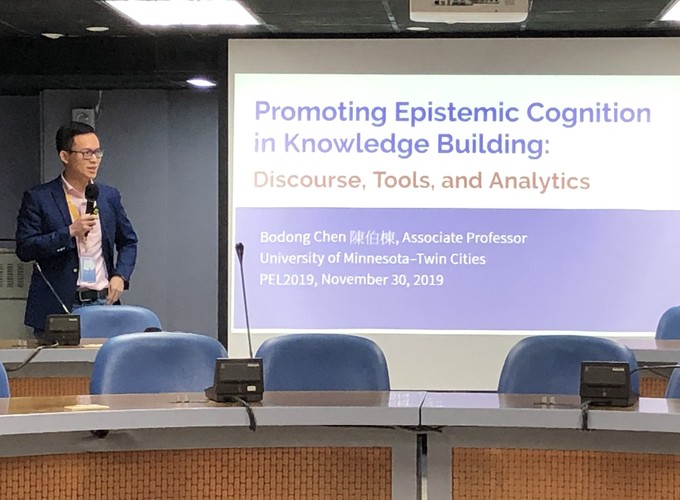 Promoting Epistemic Cognition
in Knowledge Building:
Discourse, Tools, and Analytics
Bodong Chen 陳伯棟, Associate Professor
University of Minnesota–Twin Cities
PEL2019, November 30, 2019